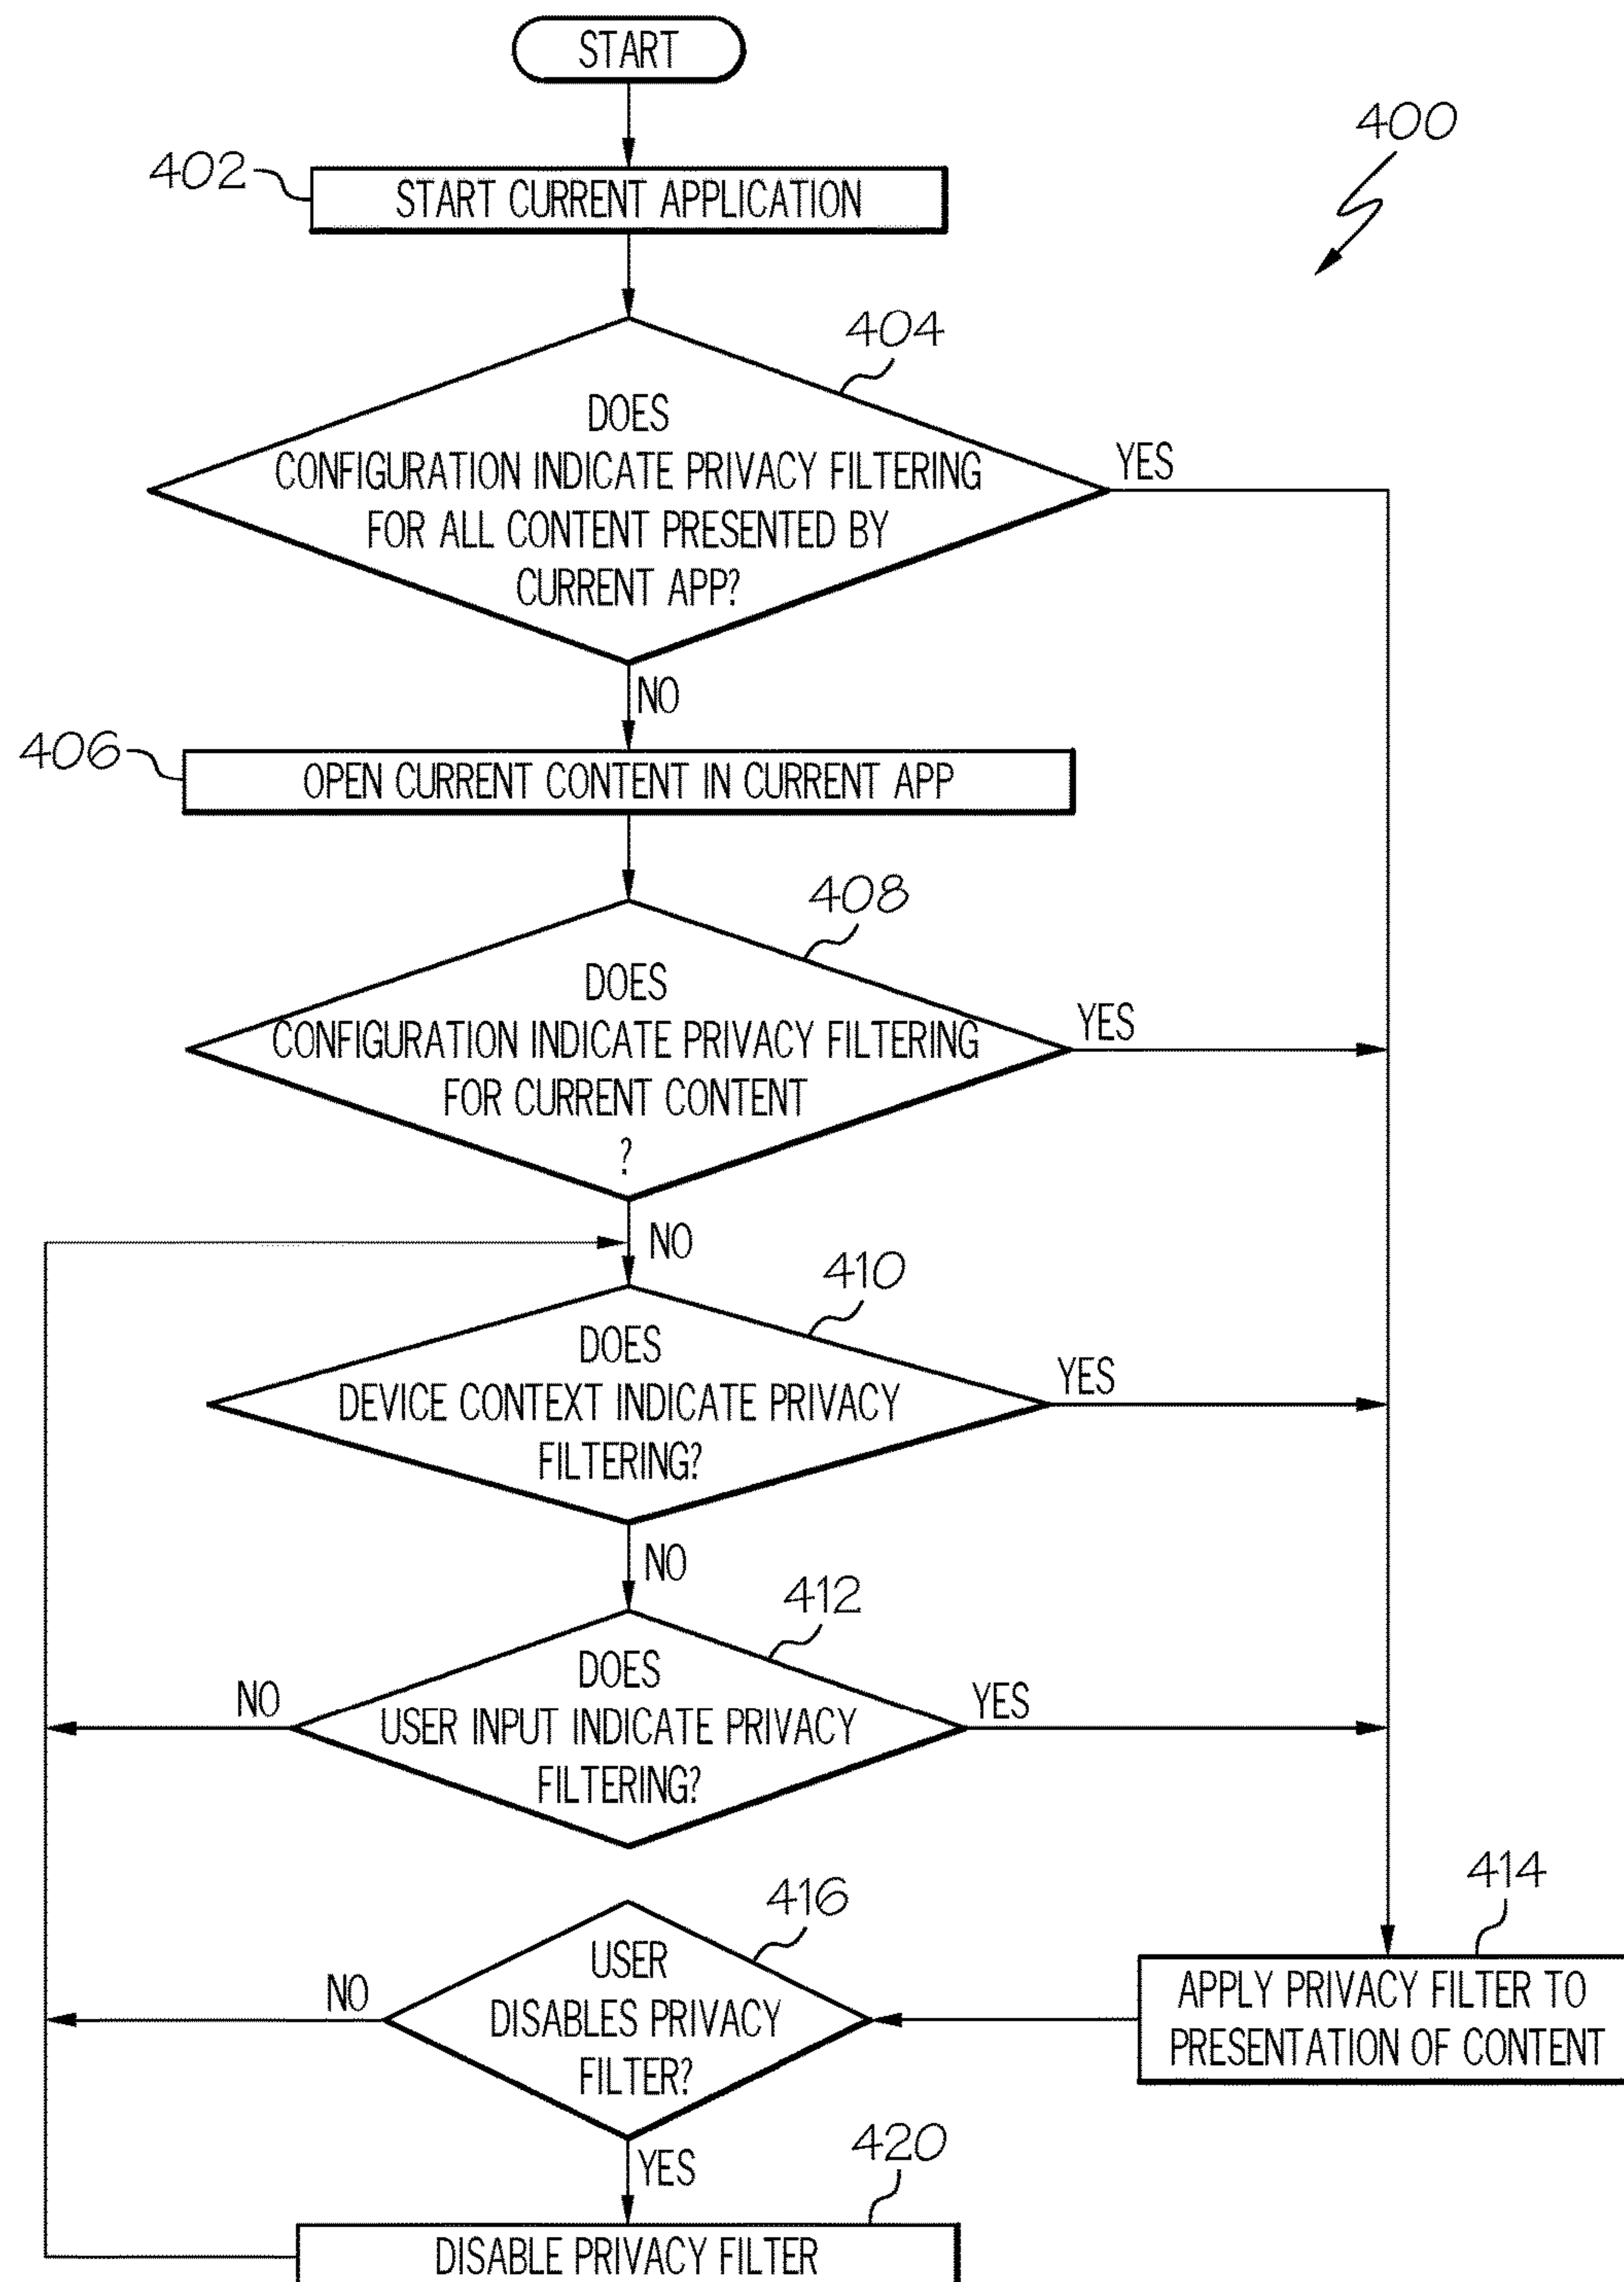 START
400
402
START CURRENT APPLICATION
404
DOES
CONFIGURATION INDICATE PRIVACY FILTERING
FOR ALL CONTENT PRESENTED BY
CURRENT APP?
YES
NO
406
OPEN CURRENT CONTENT IN CURRENT APP
408
DOES
CONFIGURATION INDICATE PRIVACY FILTERING
FOR CURRENT CONTENT
?
YES
NO
410
DOES
DEVICE CONTEXT INDICATE PRIVACY
FILTERING?
YES
NO
412
DOES
USER INPUT INDICATE PRIVACY
FILTERING?
NO
YES
414
APPLY PRIVACY FILTER TO
PRESENTATION OF CONTENT
416
USER
DISABLES PRIVACY
FILTER?
NO
YES
420
DISABLE PRIVACY FILTER